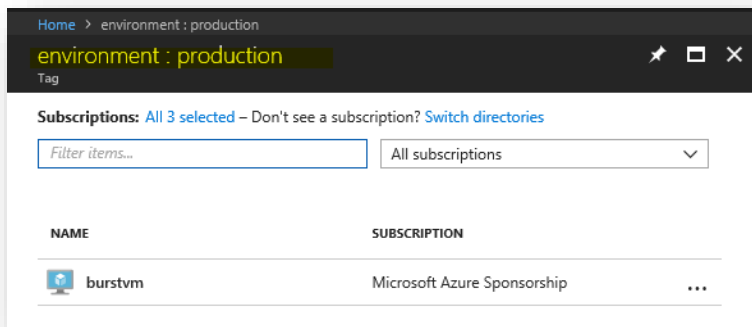 Home > environment : production
environment : production
Tag
Subscriptions: All 3 selected – Don't see a subscription? Switch directories
Filter items... All subscriptions
NAME SUBSCRIPTION
burstvm Microsoft Azure Sponsorship ...